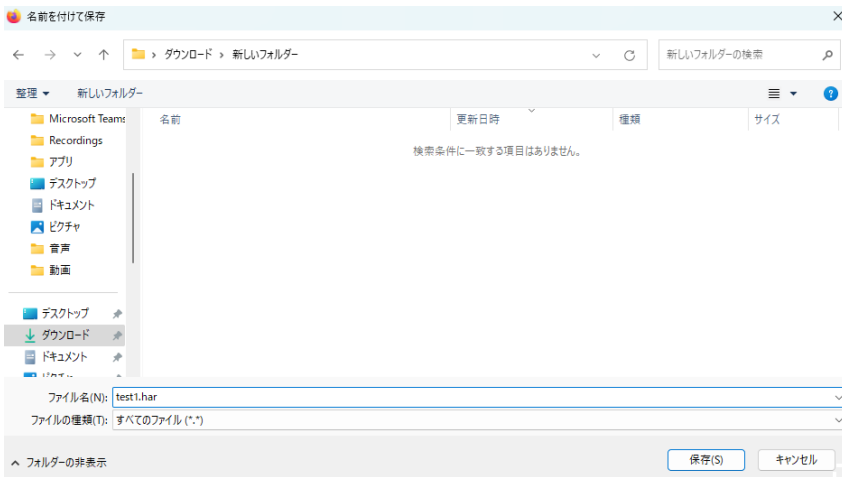 名前を付けて保存
ダウンロード › 新しいフォルダー
新しいフォルダーの検索
整理
新しいフォルダー
名前
更新日時
種類
サイズ
検索条件に一致する項目はありません。
Microsoft Teams
Recordings
アプリ
デスクトップ
ドキュメント
ピクチャ
音声
動画
デスクトップ
ダウンロード
ドキュメント
ファイル名(N): test1.har
ファイルの種類(T): すべてのファイル (*.*)
フォルダーの非表示
保存(S)
キャンセル